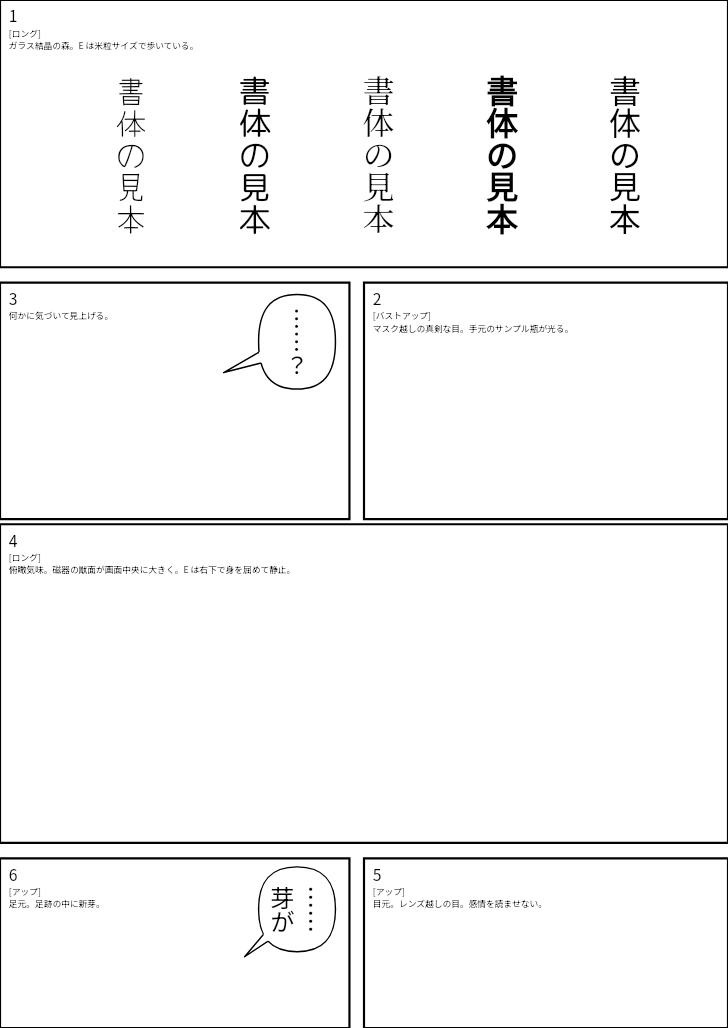 1
[ロング]
ガラス結晶の森。E は米粒サイズで歩いている。
書体の見本
書体の見本
書体の見本
書体の見本
書体の見本
2
[バストアップ]
マスク越しの真剣な目。手元のサンプル瓶が光る。
3
何かに気づいて見上げる。
……？
4
[ロング]
俯瞰気味。磁器の獣面が画面中央に大きく。E は右下で身を屈めて静止。
5
[アップ]
目元。レンズ越しの目。感情を読ませない。
6
[アップ]
足元。足跡の中に新芽。
……
芽が